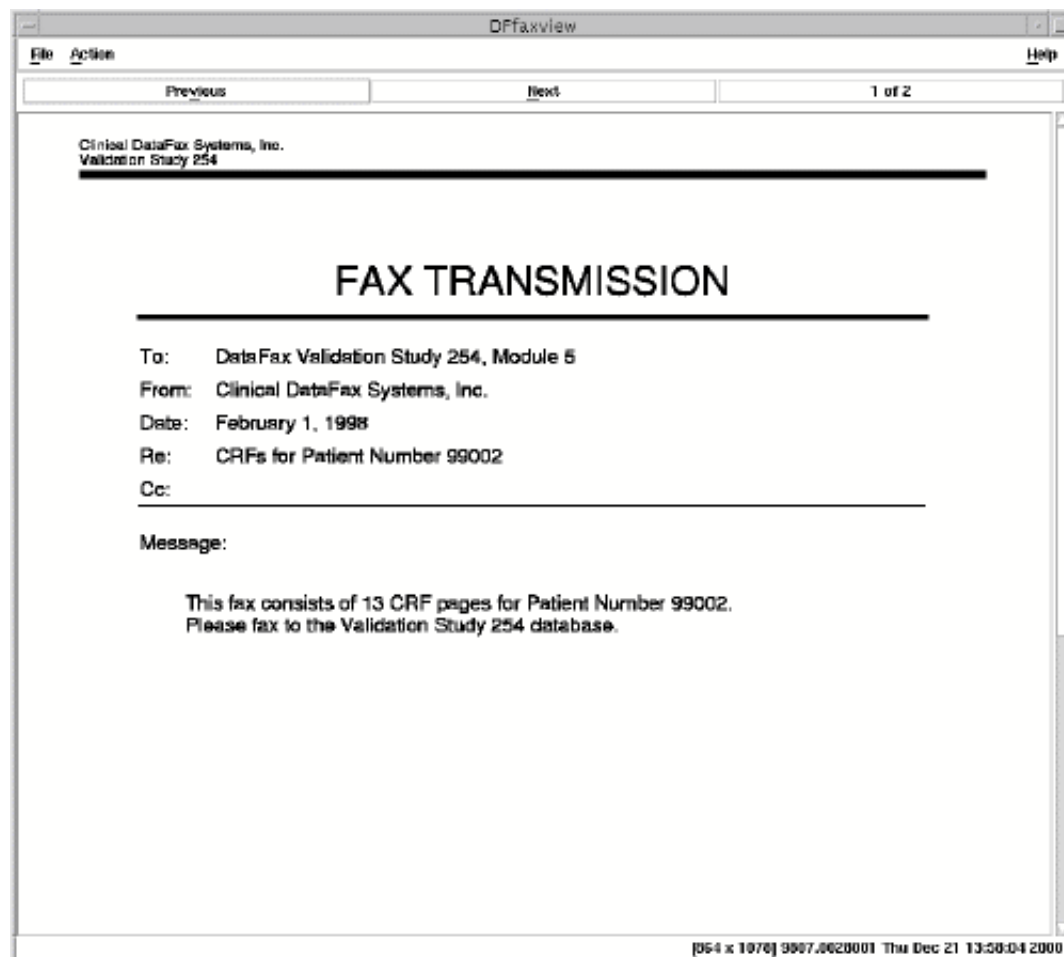 DFfaxview
File Action Help
Previous Next 1 of 2
Clinical DataFax Systems, Inc.
Validation Study 254
FAX TRANSMISSION
To: DataFax Validation Study 254, Module 5
From: Clinical DataFax Systems, Inc.
Date: February 1, 1998
Re: CRFs for Patient Number 99002
Cc:
Message:
This fax consists of 13 CRF pages for Patient Number 99002.
Please fax to the Validation Study 254 database.
Thu Dec 21 13:58:04 2000